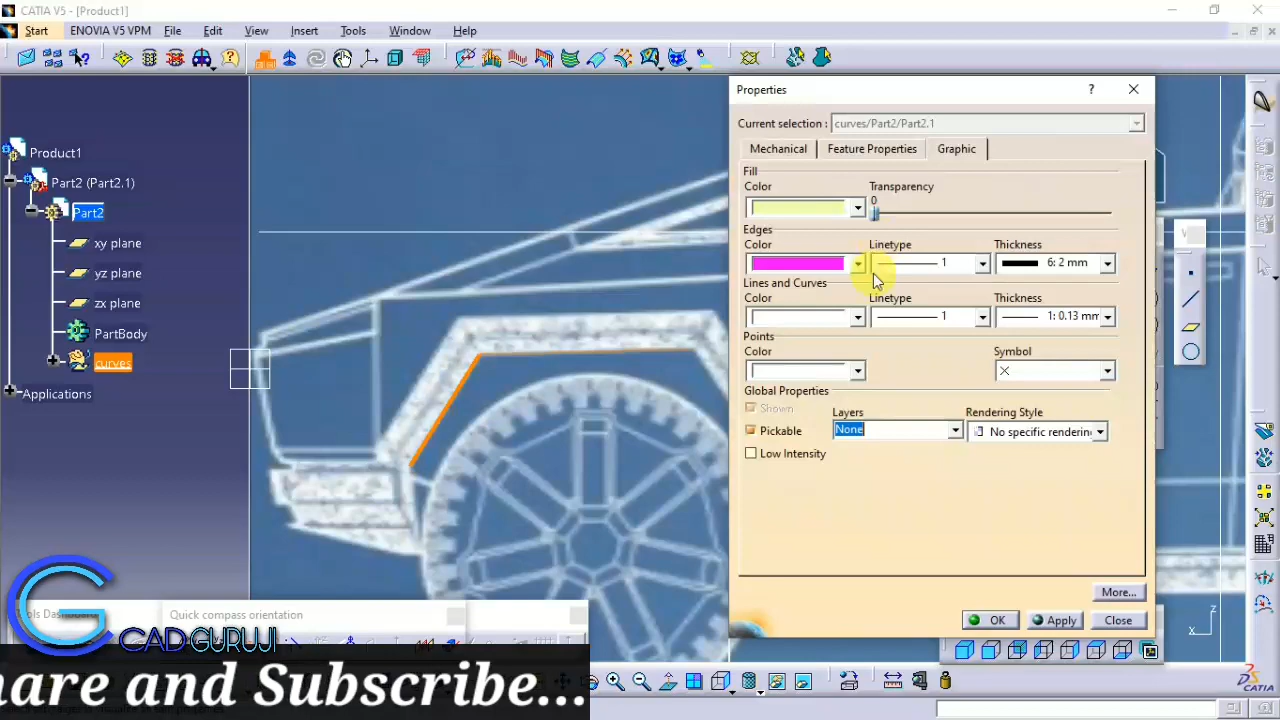 CATIA V5 - [Product1]
Start ENOVIA V5 VPM File Edit View Insert Tools Window Help
Properties
Current selection : curves/Part2/Part2.1
Mechanical Feature Properties Graphic
Fill
Color Transparency
0
Edges
Color Linetype Thickness
1 6: 2 mm
Lines and Curves
Color Linetype Thickness
1 1: 0.13 mm
Points
Color Symbol
Global Properties
Shown Layers Rendering Style
Pickable None No specific renderin
Low Intensity
More...
OK Apply Close
Product1
Part2 (Part2.1)
Part2
xy plane
yz plane
zx plane
PartBody
curves
Applications
Tools Dashboard
Quick compass orientation
G CAD GURUJI
hare and Subscribe...
z
x
CATIA